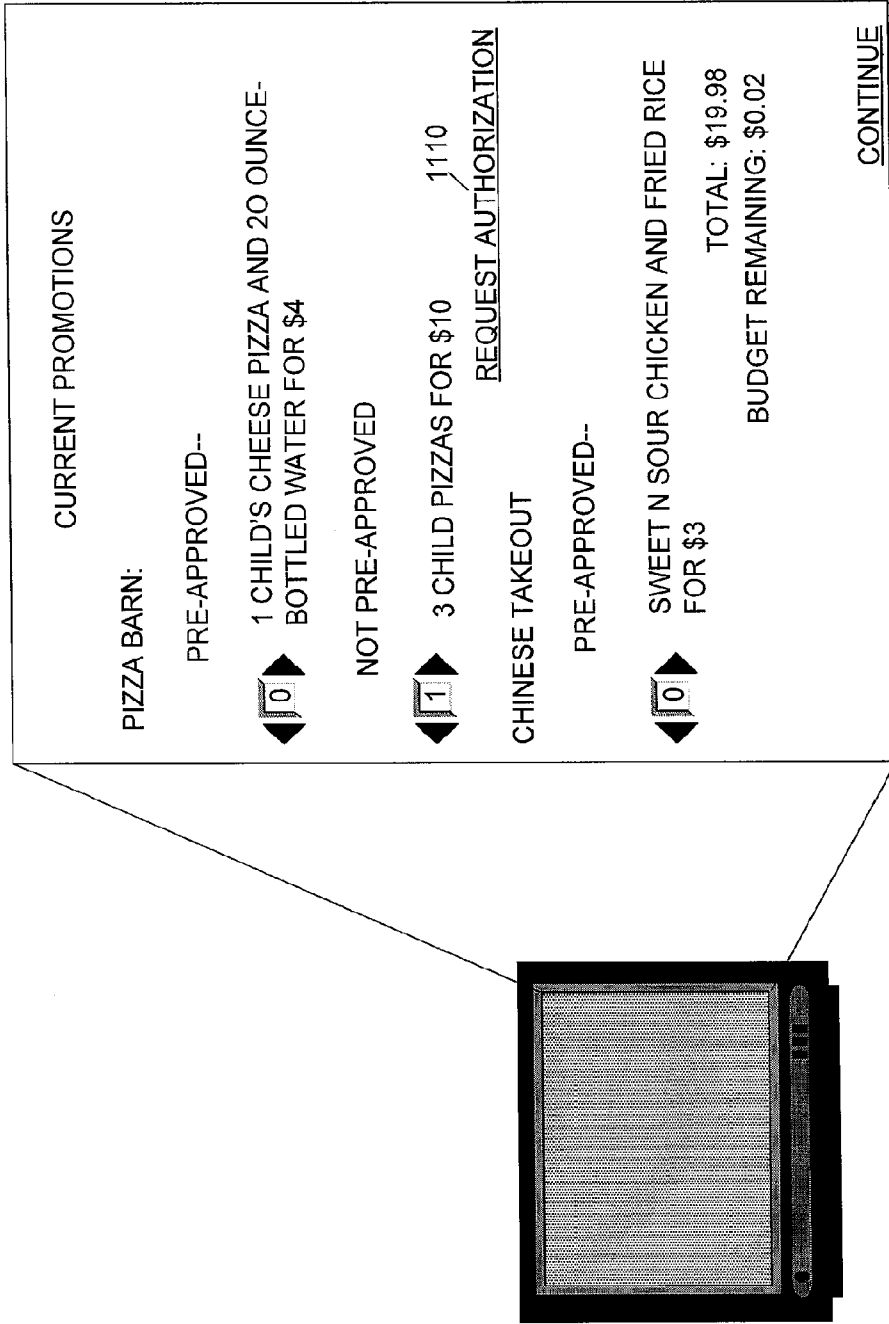 CURRENT PROMOTIONS
PIZZA BARN:
PRE-APPROVED--
0
1 CHILD'S CHEESE PIZZA AND 20 OUNCE-
BOTTLED WATER FOR $4
NOT PRE-APPROVED
1
3 CHILD PIZZAS FOR $10
1110
REQUEST AUTHORIZATION
CHINESE TAKEOUT
PRE-APPROVED--
0
SWEET N SOUR CHICKEN AND FRIED RICE
FOR $3
TOTAL: $19.98
BUDGET REMAINING: $0.02
CONTINUE